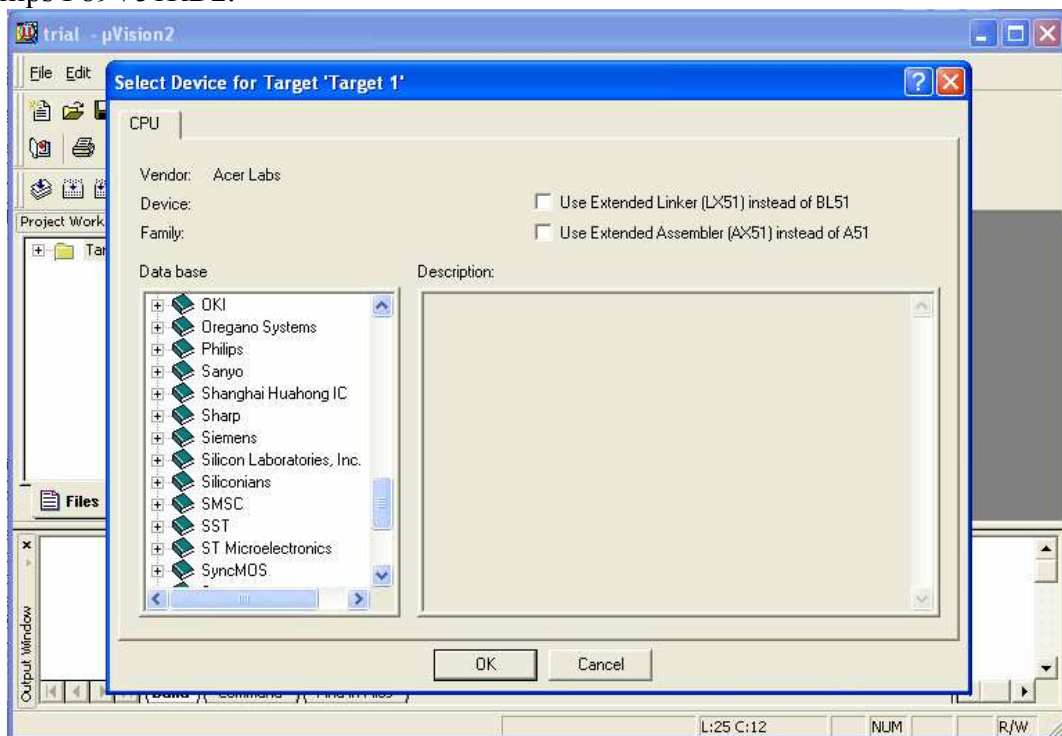 trial - µVision2
File Edit
Select Device for Target 'Target 1'
CPU
Vendor: Acer Labs
Device:
Use Extended Linker (LX51) instead of BL51
Family:
Use Extended Assembler (AX51) instead of A51
Project Work
Tar
Data base
Description:
OKI
Oregano Systems
Philips
Sanyo
Shanghai Huahong IC
Sharp
Siemens
Silicon Laboratories, Inc.
Siliconians
SMSC
SST
ST Microelectronics
SyncMOS
Files
Output Window
OK Cancel
L:25 C:12 NUM R/W